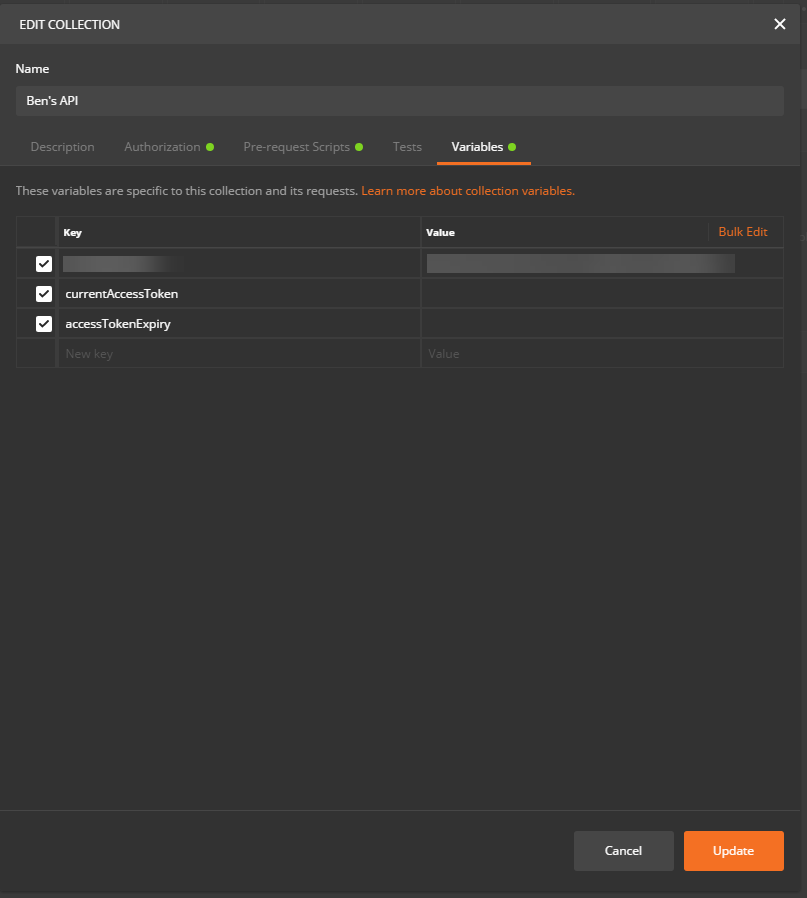 EDIT COLLECTION
Name
Ben's API
Description Authorization Pre-request Scripts Tests Variables
These variables are specific to this collection and its requests. Learn more about collection variables.
Key Value Bulk Edit
currentAccessToken
accessTokenExpiry
New key Value
Cancel Update